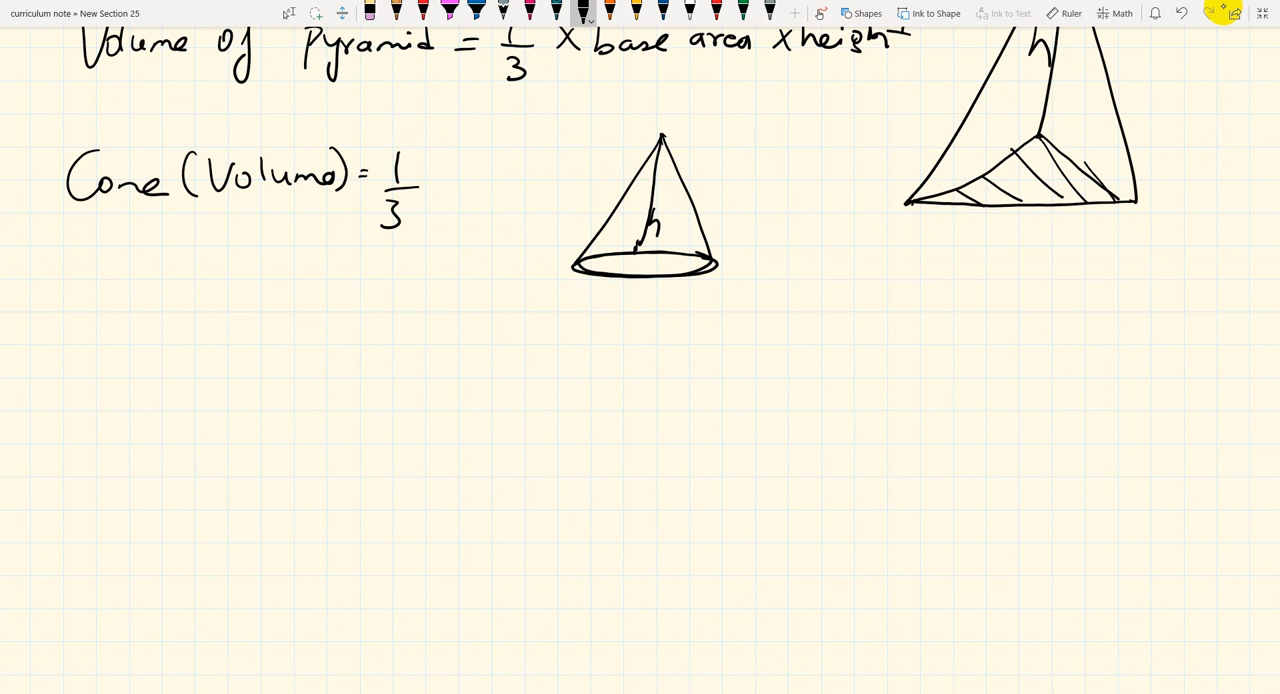 curriculum note » New Section 25
Shapes Ink to Shape Ink to Text Ruler Math
Volume of Pyramid = 1/3 × base area × height
h
Cone (Volume) = 1/3
h